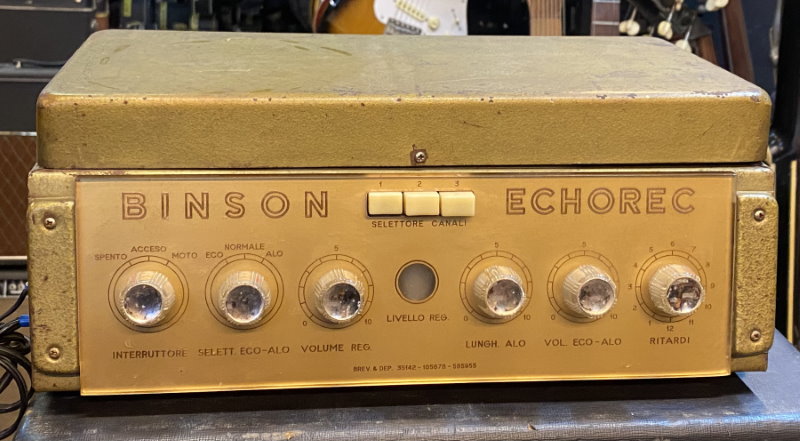 BINSON
1 2 3
SELETTORE CANALI
ECHOREC
SPENTO ACCESO MOTO
INTERRUTTORE
ECO NORMALE ALO
SELETT. ECO-ALO
0 5 10
VOLUME REG.
LIVELLO REG.
0 5 10
LUNGH. ALO
0 5 10
VOL. ECO-ALO
1 2 3 4 5 6 7 8 9 10 11 12
RITARDI
BREV. & DEP. 35142-105678-585955